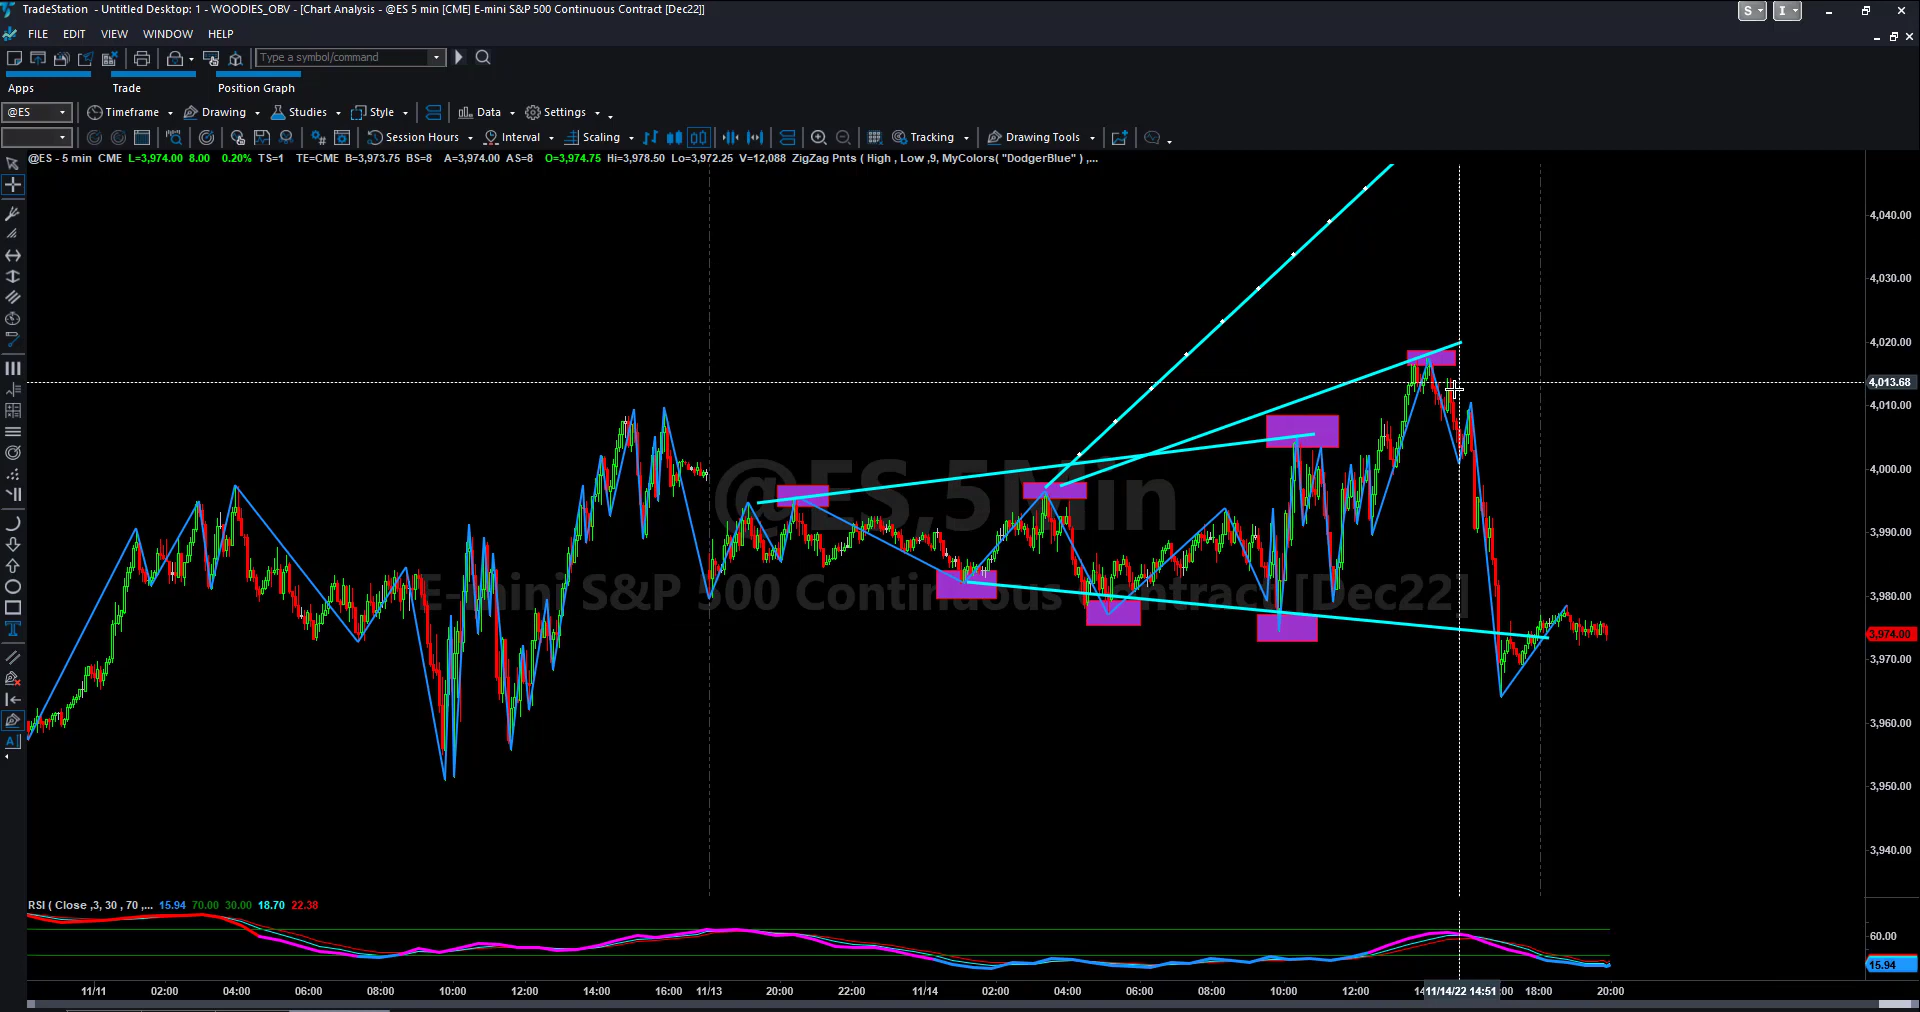 TradeStation - Untitled Desktop: 1 - WOODIES_OBV - [Chart Analysis - @ES 5 min [CME] E-mini S&P 500 Continuous Contract [Dec22]]
S
I
FILE EDIT VIEW WINDOW HELP
Type a symbol/command
Apps Trade Position Graph
@ES Timeframe Drawing Studies Style Data Settings
Session Hours Interval Scaling Tracking Drawing Tools
@ES - 5 min CME L=3,974.00 8.00 0.20% TS=1 TE=CME B=3,973.75 BS=8 A=3,974.00 AS=8 O=3,974.75 Hi=3,978.50 Lo=3,972.25 V=12,088 ZigZag Pnts ( High , Low ,9, MyColors( "DodgerBlue" ) ,...
4,040.00
4,030.00
4,020.00
4,013.68
4,010.00
4,000.00
@ES,5Min
3,990.00
E-mini S&P 500 Continuous Contract [Dec22]
3,980.00
3,974.00
3,970.00
3,960.00
3,950.00
3,940.00
RSI ( Close ,3, 30 , 70 ,... 15.94 70.00 30.00 18.70 22.38
60.00
15.94
11/11 02:00 04:00 06:00 08:00 10:00 12:00 14:00 16:00 11/13 20:00 22:00 11/14 02:00 04:00 06:00 08:00 10:00 12:00 14 11/14/22 14:51 :00 18:00 20:00